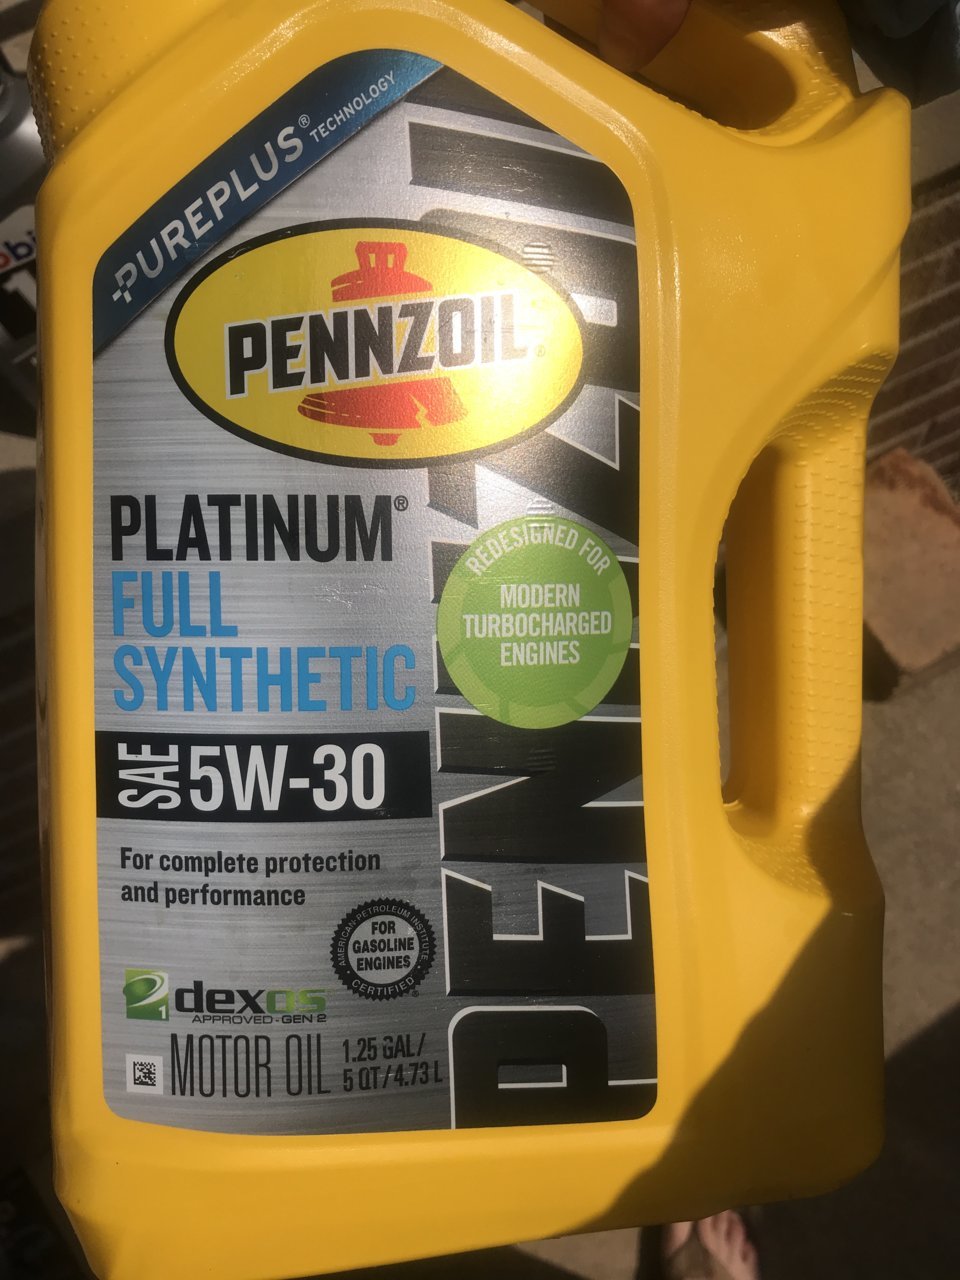 PUREPLUS® TECHNOLOGY
PENNZOIL®
PLATINUM®
FULL
SYNTHETIC
SAE 5W-30
REDESIGNED FOR
MODERN
TURBOCHARGED
ENGINES
For complete protection
and performance
AMERICAN PETROLEUM INSTITUTE
FOR
GASOLINE
ENGINES
CERTIFIED®
1
dexos
APPROVED-GEN 2
MOTOR OIL
1.25 GAL/
5 QT/4.73 L
PENNZOIL